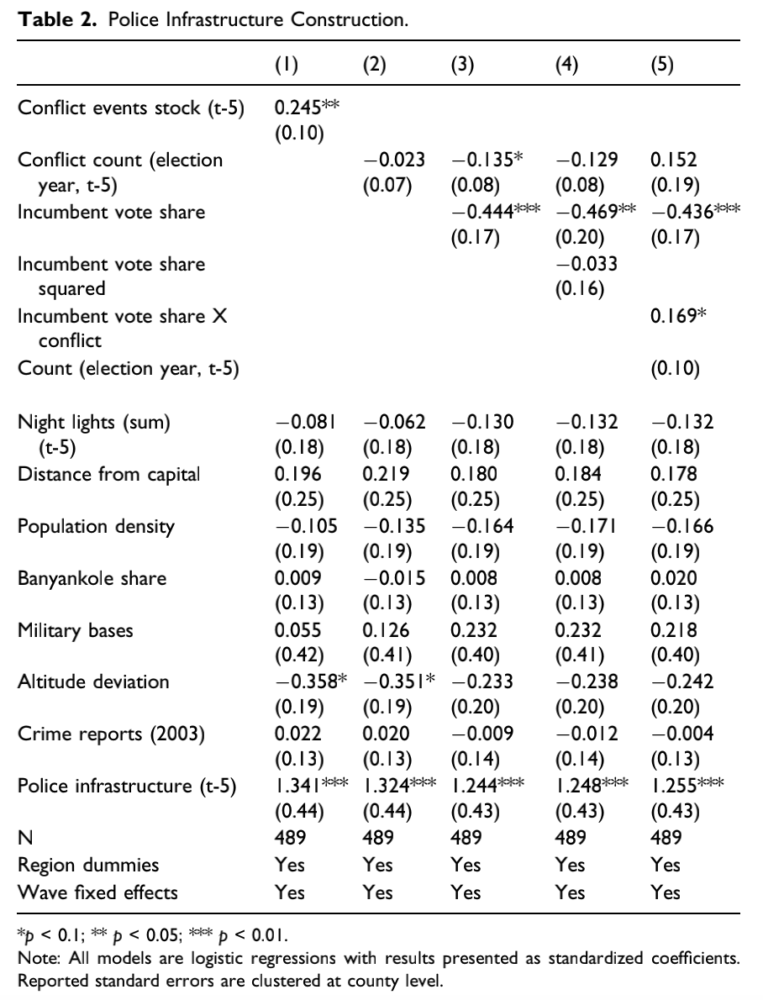 Table 2. Police Infrastructure Construction.
(1) (2) (3) (4) (5)
Conflict events stock (t-5) 0.245**
(0.10)
Conflict count (election −0.023 −0.135* −0.129 0.152
year, t-5) (0.07) (0.08) (0.08) (0.19)
Incumbent vote share −0.444*** −0.469** −0.436***
(0.17) (0.20) (0.17)
Incumbent vote share −0.033
squared (0.16)
Incumbent vote share X 0.169*
conflict
Count (election year, t-5) (0.10)
Night lights (sum) −0.081 −0.062 −0.130 −0.132 −0.132
(t-5) (0.18) (0.18) (0.18) (0.18) (0.18)
Distance from capital 0.196 0.219 0.180 0.184 0.178
(0.25) (0.25) (0.25) (0.25) (0.25)
Population density −0.105 −0.135 −0.164 −0.171 −0.166
(0.19) (0.19) (0.19) (0.19) (0.19)
Banyankole share 0.009 −0.015 0.008 0.008 0.020
(0.13) (0.13) (0.13) (0.13) (0.13)
Military bases 0.055 0.126 0.232 0.232 0.218
(0.42) (0.41) (0.40) (0.41) (0.40)
Altitude deviation −0.358* −0.351* −0.233 −0.238 −0.242
(0.19) (0.19) (0.20) (0.20) (0.20)
Crime reports (2003) 0.022 0.020 −0.009 −0.012 −0.004
(0.13) (0.13) (0.14) (0.14) (0.13)
Police infrastructure (t-5) 1.341*** 1.324*** 1.244*** 1.248*** 1.255***
(0.44) (0.44) (0.43) (0.43) (0.43)
N 489 489 489 489 489
Region dummies Yes Yes Yes Yes Yes
Wave fixed effects Yes Yes Yes Yes Yes
*p < 0.1; ** p < 0.05; *** p < 0.01.
Note: All models are logistic regressions with results presented as standardized coefficients.
Reported standard errors are clustered at county level.